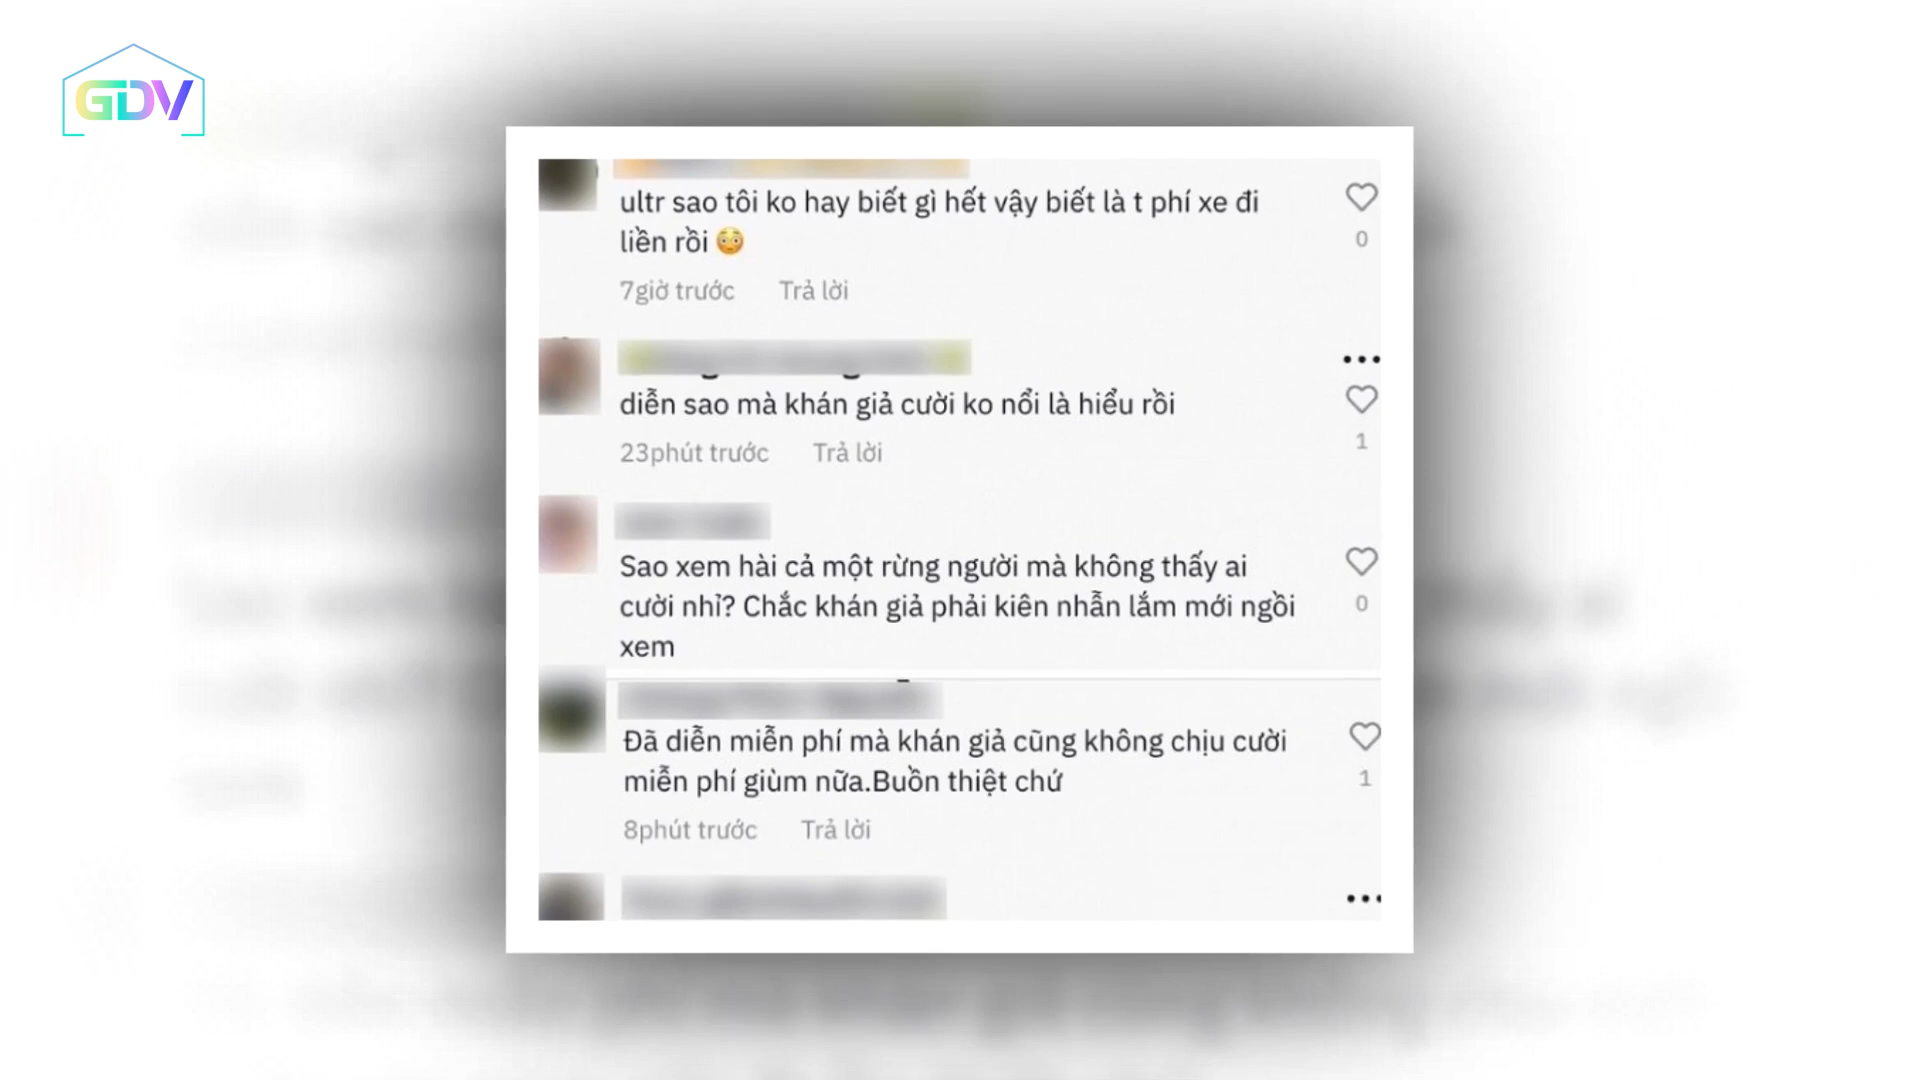 GDV
ultr sao tôi ko hay biết gì hết vậy biết là t phí xe đi
liền rồi 😳
0
7giờ trước Trả lời
diễn sao mà khán giả cười ko nổi là hiểu rồi
1
23phút trước Trả lời
Sao xem hài cả một rừng người mà không thấy ai
cười nhỉ? Chắc khán giả phải kiên nhẫn lắm mới ngồi
0
xem
Đã diễn miễn phí mà khán giả cũng không chịu cười
miễn phí giùm nữa.Buồn thiệt chứ
1
8phút trước Trả lời